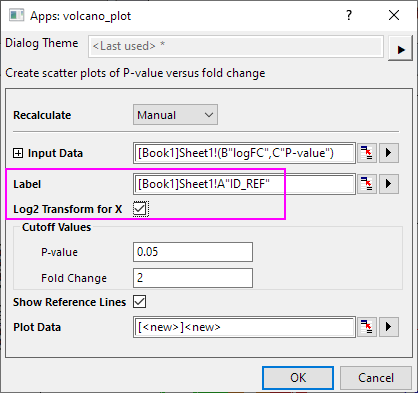 Apps: volcano_plot
Dialog Theme <Last used> *
Create scatter plots of P-value versus fold change
Recalculate Manual
Input Data [Book1]Sheet1!(B"logFC",C"P-value")
Label [Book1]Sheet1!A"ID_REF"
Log2 Transform for X
Cutoff Values
P-value 0.05
Fold Change 2
Show Reference Lines
Plot Data [<new>]<new>
OK Cancel